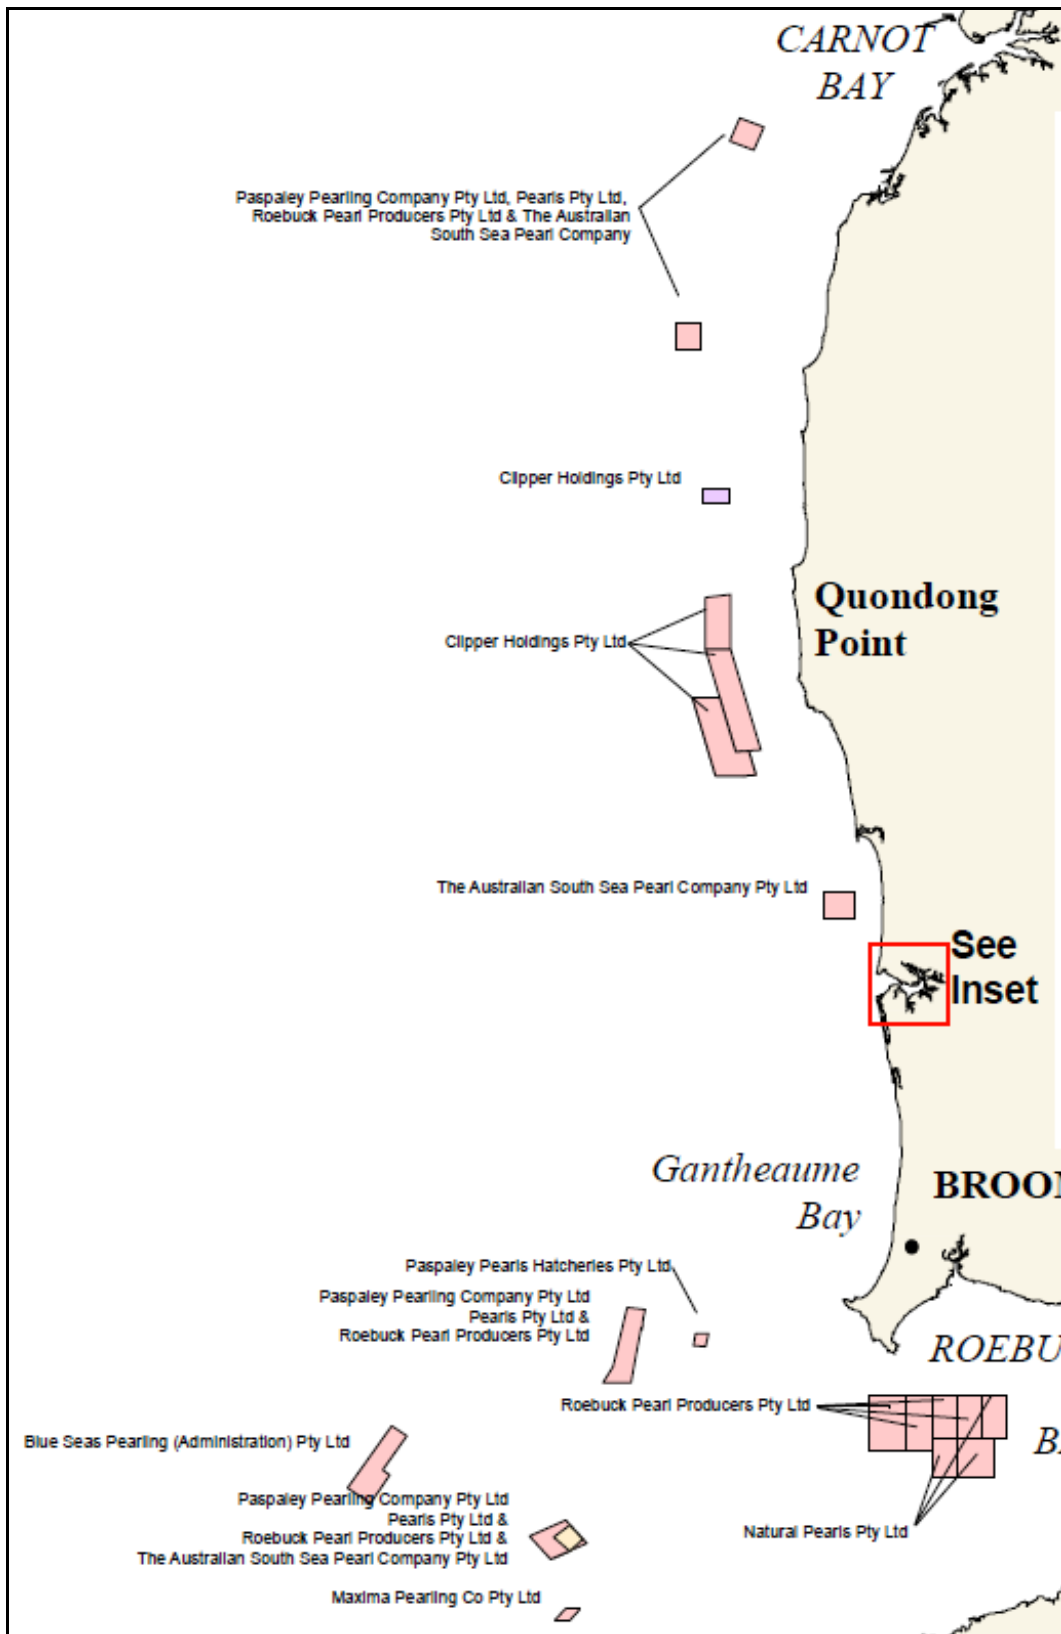 CARNOT
BAY
Paspaley Pearling Company Pty Ltd, Pearls Pty Ltd,
Roebuck Pearl Producers Pty Ltd & The Australian
South Sea Pearl Company
Clipper Holdings Pty Ltd
Quondong
Point
Clipper Holdings Pty Ltd
The Australian South Sea Pearl Company Pty Ltd
See
Inset
Gantheaume
Bay
BROO
Paspaley Pearls Hatcheries Pty Ltd
Paspaley Pearling Company Pty Ltd
Pearls Pty Ltd &
Roebuck Pearl Producers Pty Ltd
ROEBU
Roebuck Pearl Producers Pty Ltd
Blue Seas Pearling (Administration) Pty Ltd
BA
Paspaley Pearling Company Pty Ltd
Pearls Pty Ltd &
Roebuck Pearl Producers Pty Ltd &
The Australian South Sea Pearl Company Pty Ltd
Natural Pearls Pty Ltd
Maxima Pearling Co Pty Ltd